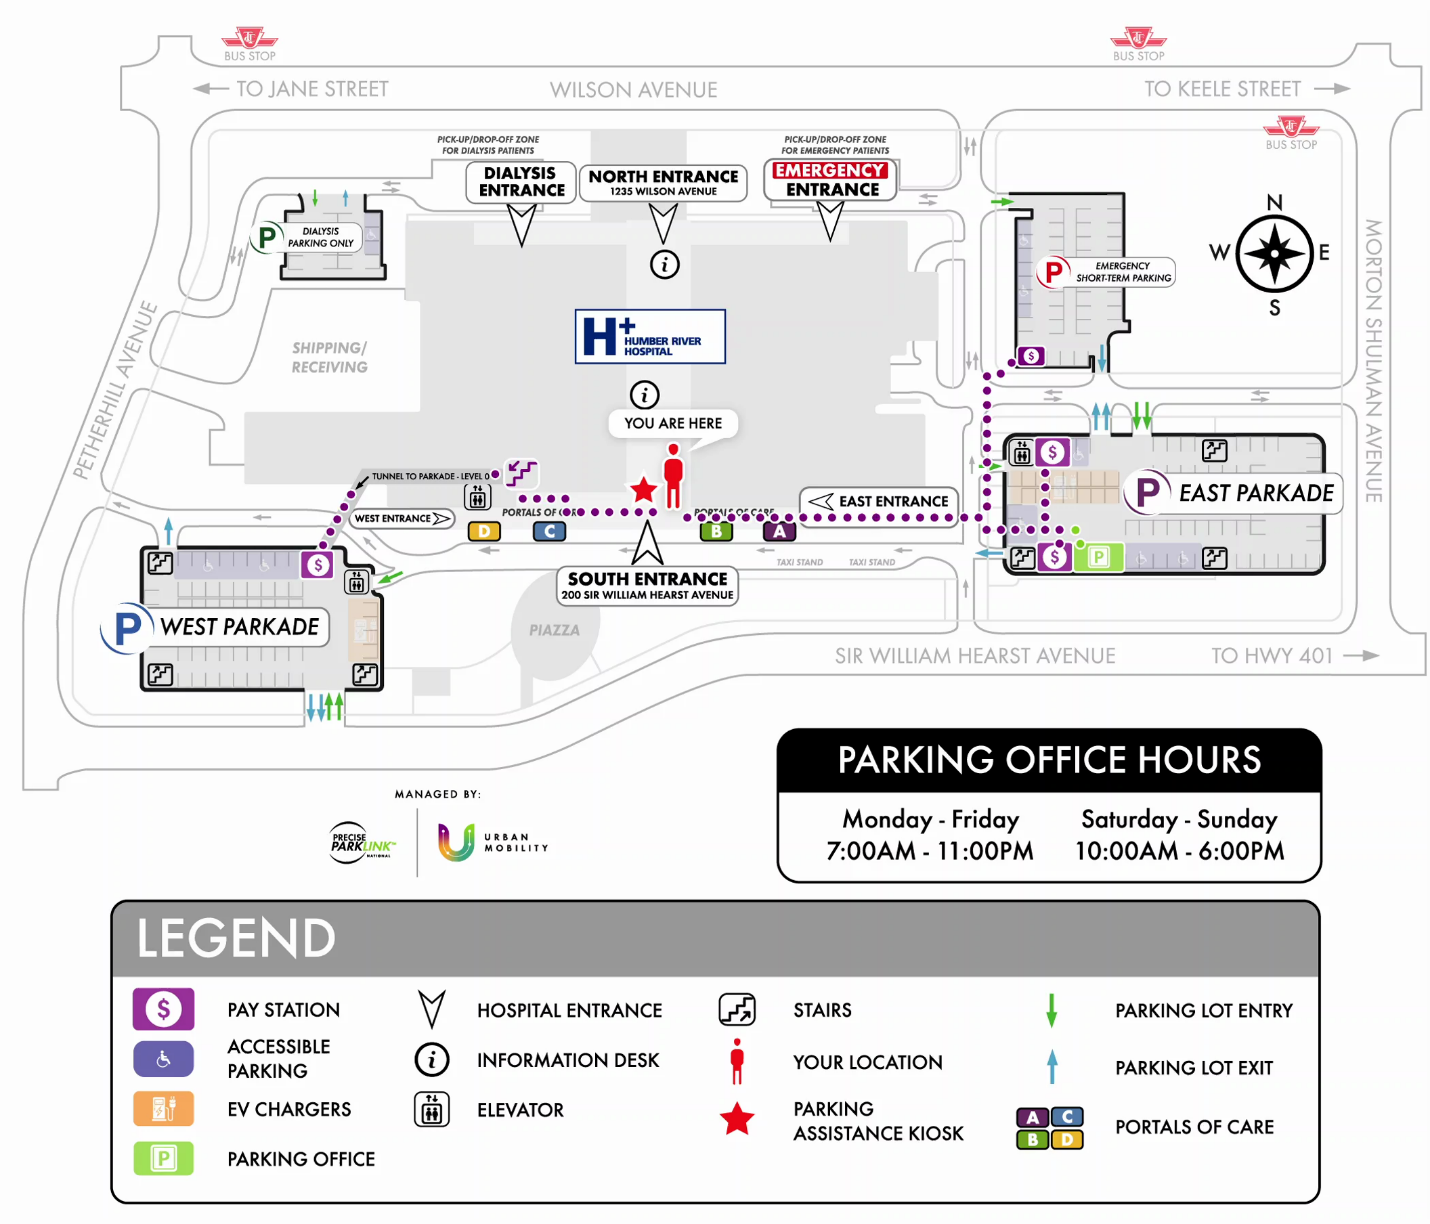 BUS STOP
BUS STOP
TO JANE STREET
WILSON AVENUE
TO KEELE STREET
BUS STOP
PICK-UP/DROP-OFF ZONE
FOR DIALYSIS PATIENTS
PICK-UP/DROP-OFF ZONE
FOR EMERGENCY PATIENTS
DIALYSIS
ENTRANCE
NORTH ENTRANCE
1235 WILSON AVENUE
EMERGENCY
ENTRANCE
P
DIALYSIS
PARKING ONLY
N
W
E
S
P
EMERGENCY
SHORT-TERM PARKING
i
H+
HUMBER RIVER
HOSPITAL
$
SHIPPING/
RECEIVING
PETHERHILL AVENUE
MORTON SHULMAN AVENUE
i
YOU ARE HERE
TUNNEL TO PARKADE - LEVEL 0
WEST ENTRANCE
PORTALS OF CARE
D
C
PORTALS OF CARE
B
A
EAST ENTRANCE
$
P
EAST PARKADE
$
P
TAXI STAND
TAXI STAND
$
SOUTH ENTRANCE
200 SIR WILLIAM HEARST AVENUE
P
WEST PARKADE
PIAZZA
SIR WILLIAM HEARST AVENUE
TO HWY 401
PARKING OFFICE HOURS
Monday - Friday
7:00AM - 11:00PM
Saturday - Sunday
10:00AM - 6:00PM
MANAGED BY:
PRECISE
PARKLINK™
NATIONAL
URBAN
MOBILITY
LEGEND
$
PAY STATION
ACCESSIBLE
PARKING
EV CHARGERS
P
PARKING OFFICE
HOSPITAL ENTRANCE
i
INFORMATION DESK
ELEVATOR
STAIRS
YOUR LOCATION
PARKING
ASSISTANCE KIOSK
PARKING LOT ENTRY
PARKING LOT EXIT
A
C
B
D
PORTALS OF CARE